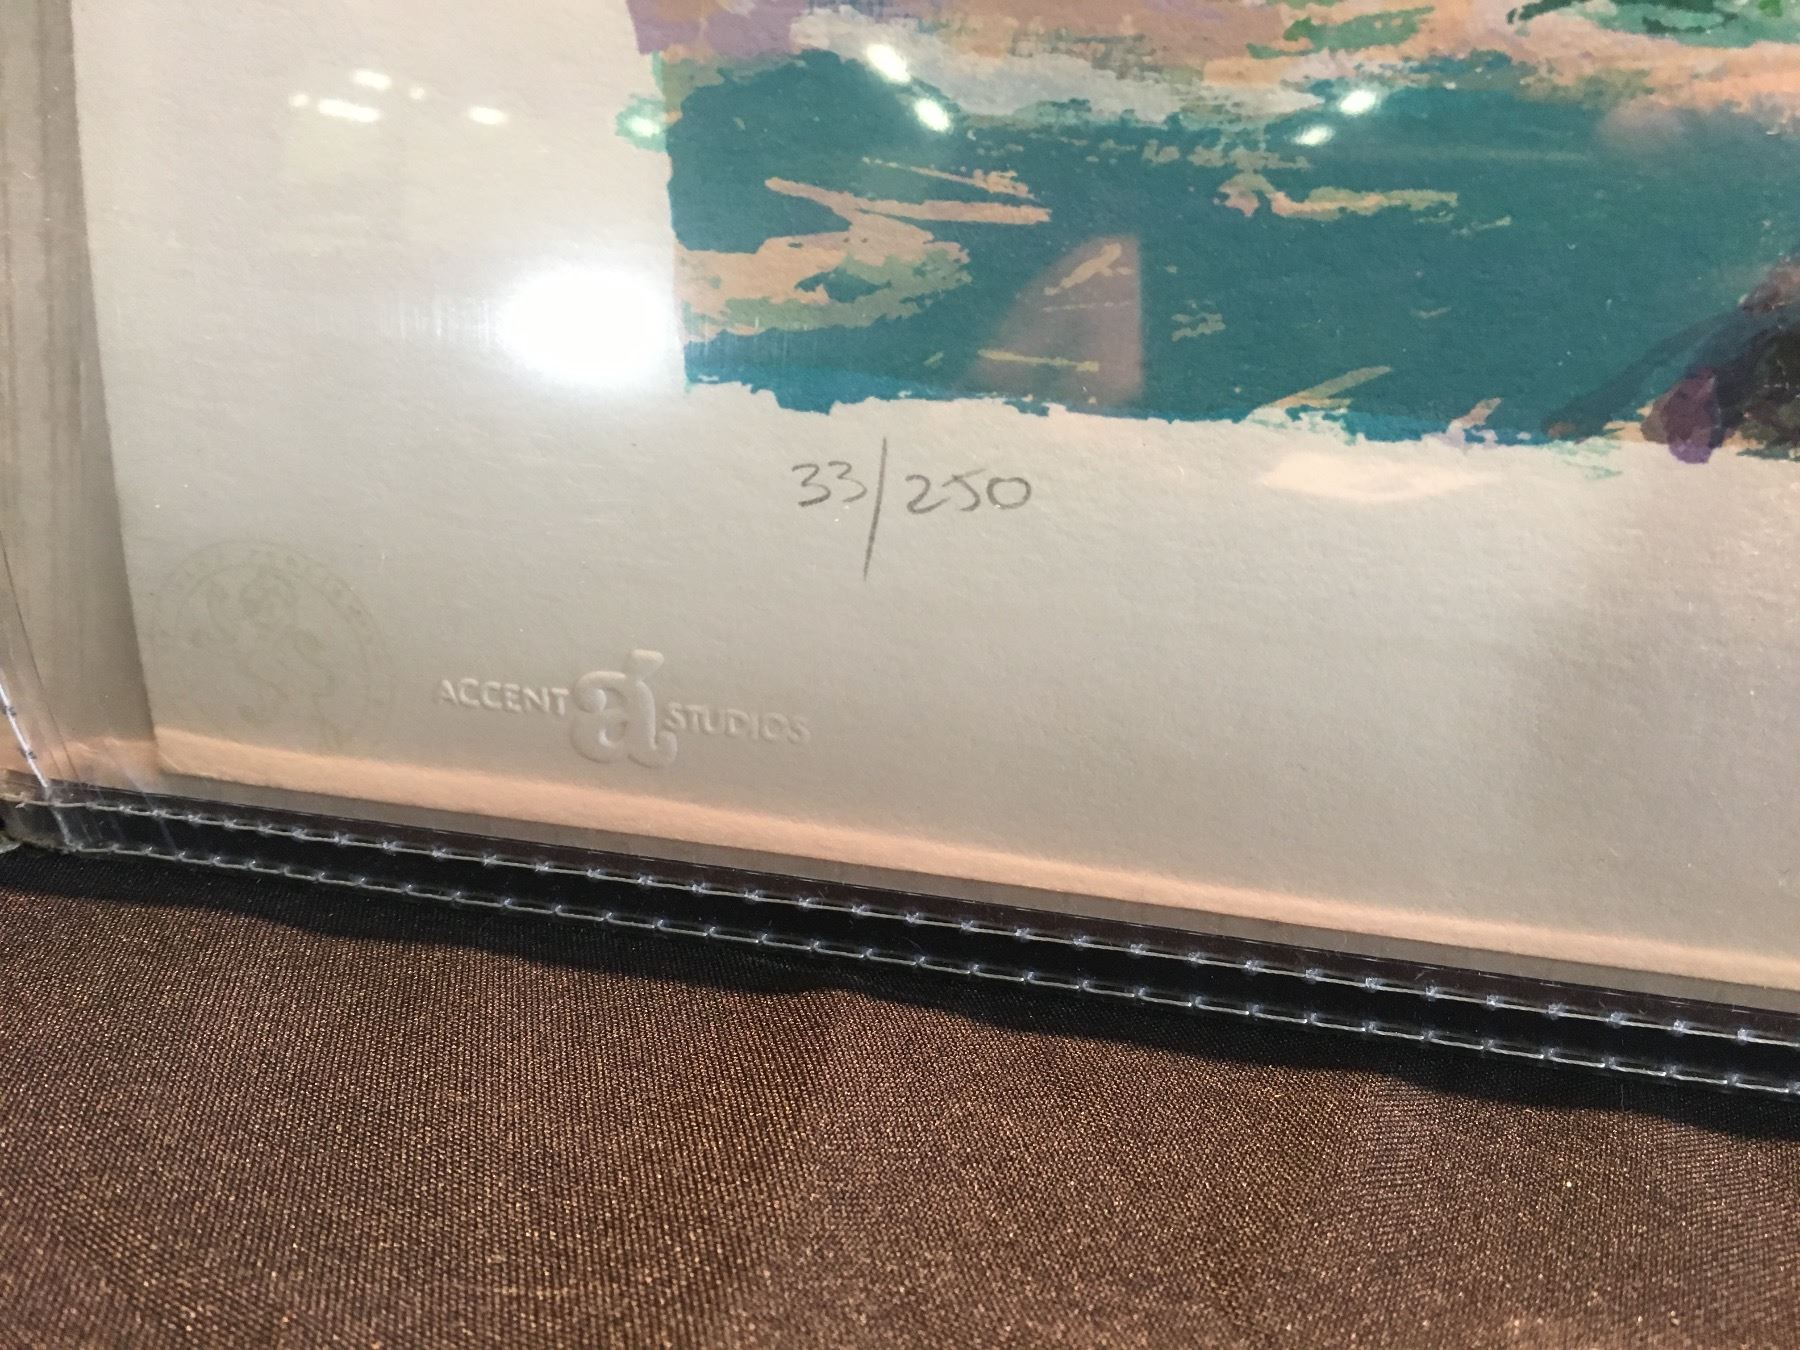 33/250
ACCENT a STUDIOS